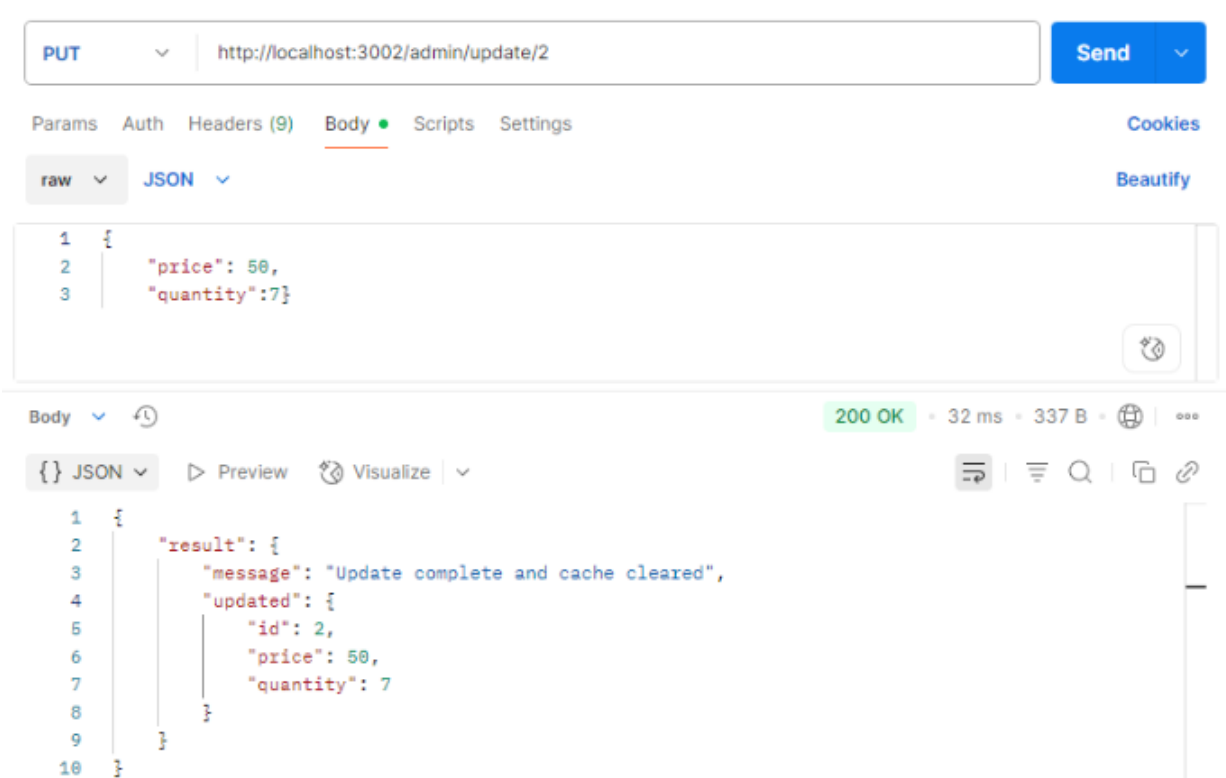 PUT http://localhost:3002/admin/update/2 Send
Params Auth Headers (9) Body Scripts Settings Cookies
raw JSON Beautify
1 {
2 "price": 50,
3 "quantity":7}
Body 200 OK 32 ms 337 B
{} JSON Preview Visualize
1 {
2 "result": {
3 "message": "Update complete and cache cleared",
4 "updated": {
5 "id": 2,
6 "price": 50,
7 "quantity": 7
8 }
9 }
10 }